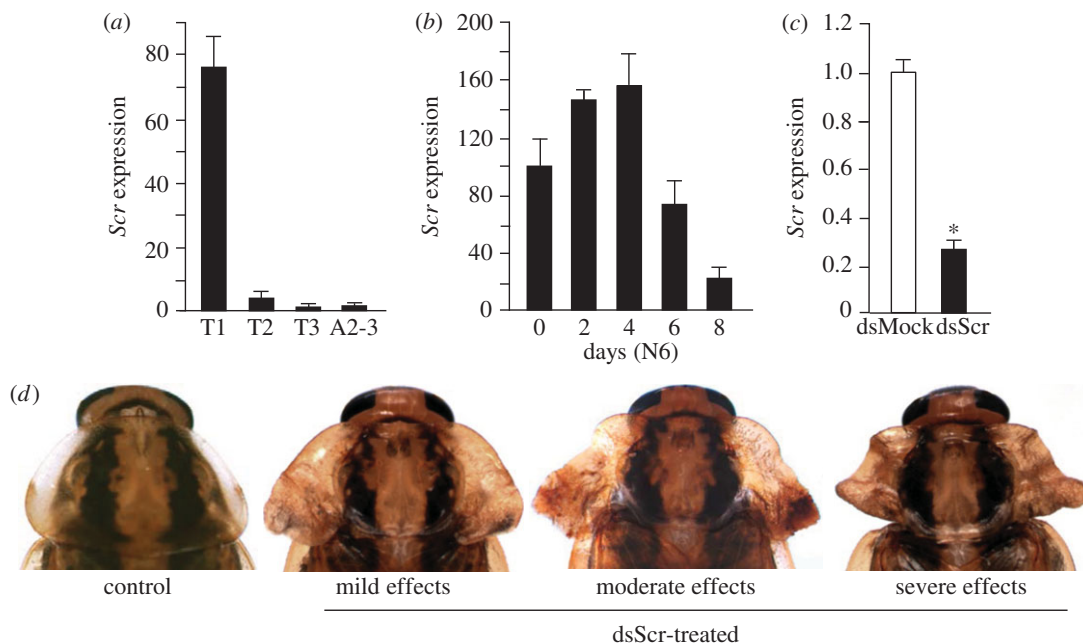 (a)
80
60
40
20
0
Scr expression
T1 T2 T3 A2-3
(b)
200
160
120
80
40
0
Scr expression
0 2 4 6 8
days (N6)
(c)
1.2
1.0
0.8
0.6
0.4
0.2
0
Scr expression
*
dsMock dsScr
(d)
control mild effects moderate effects severe effects
dsScr-treated